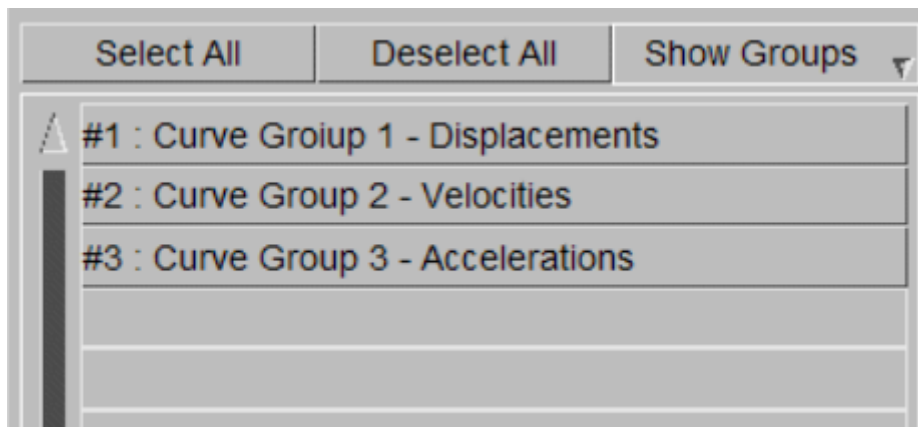 Select All Deselect All Show Groups
#1 : Curve Groiup 1 - Displacements
#2 : Curve Group 2 - Velocities
#3 : Curve Group 3 - Accelerations